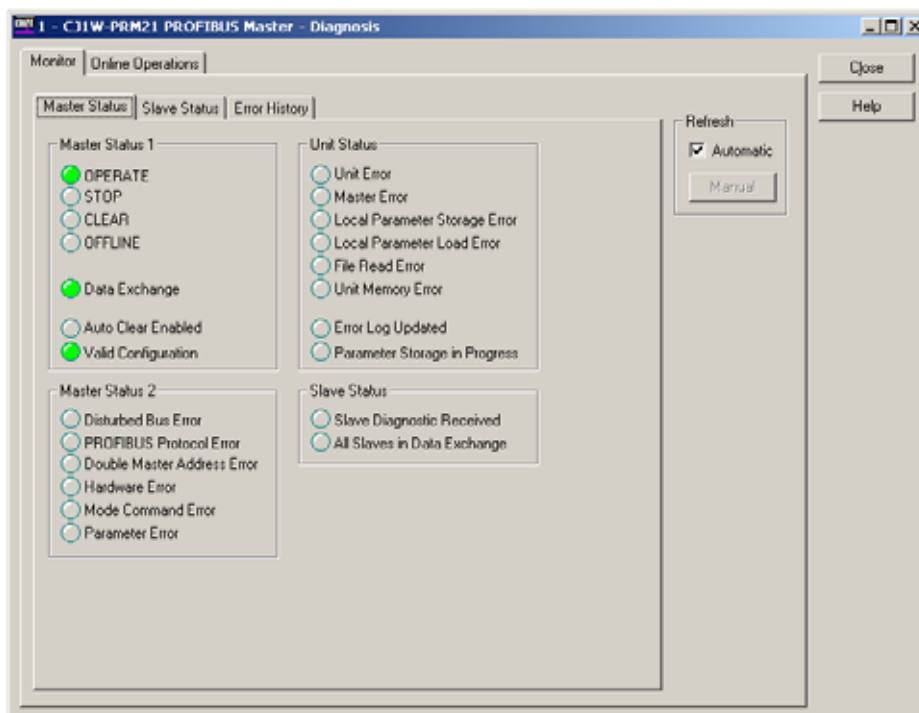 1 - CJ1W-PRM21 PROFIBUS Master - Diagnosis
Monitor
Online Operations
Close
Help
Master Status
Slave Status
Error History
Refresh
Automatic
Manual
Master Status 1
OPERATE
STOP
CLEAR
OFFLINE
Data Exchange
Auto Clear Enabled
Valid Configuration
Unit Status
Unit Error
Master Error
Local Parameter Storage Error
Local Parameter Load Error
File Read Error
Unit Memory Error
Error Log Updated
Parameter Storage in Progress
Master Status 2
Disturbed Bus Error
PROFIBUS Protocol Error
Double Master Address Error
Hardware Error
Mode Command Error
Parameter Error
Slave Status
Slave Diagnostic Received
All Slaves in Data Exchange